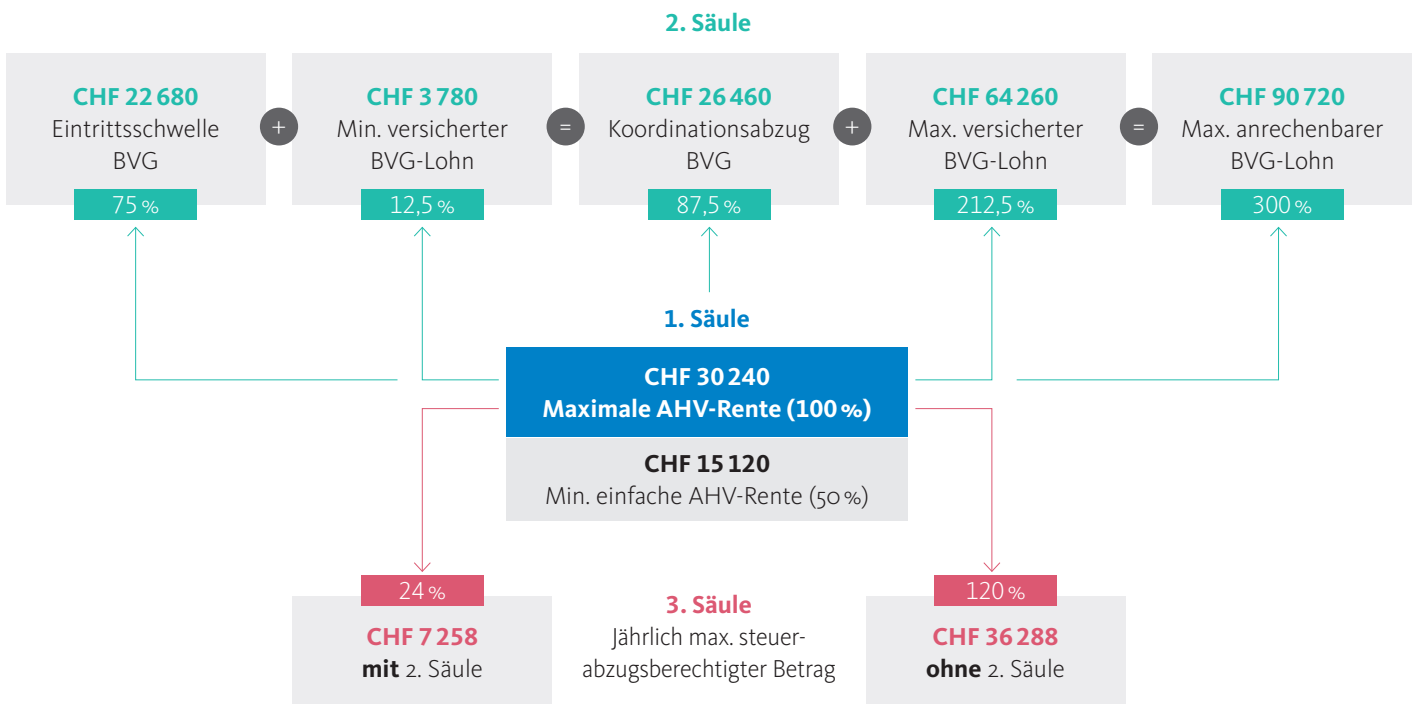 2. Säule
CHF 22 680
Eintrittsschwelle
BVG
75 %
+
CHF 3 780
Min. versicherter
BVG-Lohn
12,5 %
=
CHF 26 460
Koordinationsabzug
BVG
87,5 %
+
CHF 64 260
Max. versicherter
BVG-Lohn
212,5 %
=
CHF 90 720
Max. anrechenbarer
BVG-Lohn
300 %
1. Säule
CHF 30 240
Maximale AHV-Rente (100 %)
CHF 15 120
Min. einfache AHV-Rente (50 %)
24 %
CHF 7 258
mit 2. Säule
3. Säule
Jährlich max. steuer-
abzugsberechtigter Betrag
120 %
CHF 36 288
ohne 2. Säule